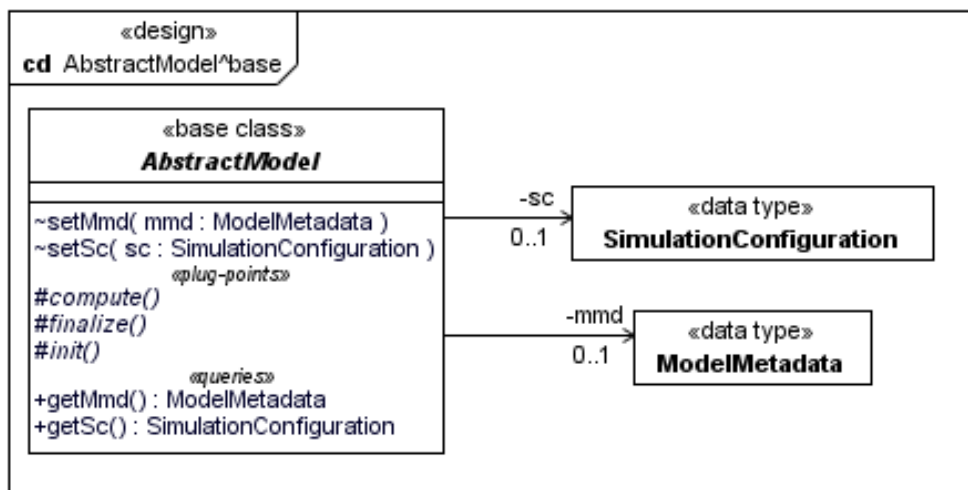 «design»
cd AbstractModel^base
«base class»
AbstractModel
~setMmd( mmd : ModelMetadata )
~setSc( sc : SimulationConfiguration )
«plug-points»
#compute()
#finalize()
#init()
«queries»
+getMmd() : ModelMetadata
+getSc() : SimulationConfiguration
-sc
0..1
«data type»
SimulationConfiguration
-mmd
0..1
«data type»
ModelMetadata